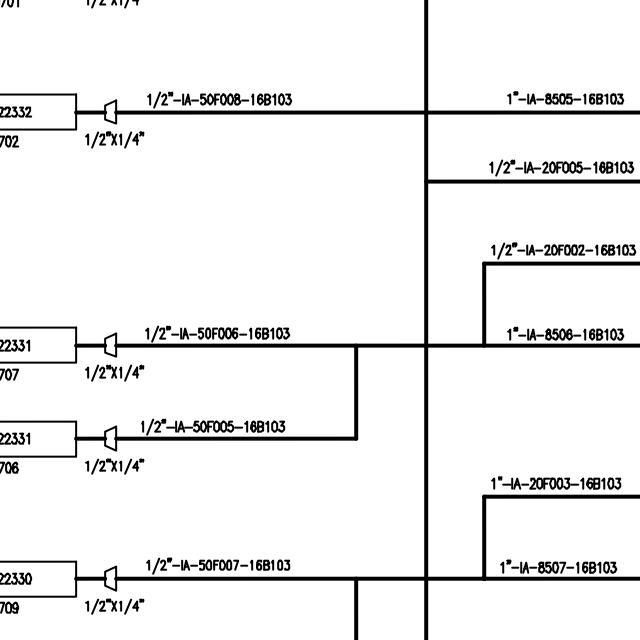 701
1/2"X1/4"
1/2"-IA-50F008-16B103
1"-IA-8505-16B103
22332
702
1/2"X1/4"
1/2"-IA-20F005-16B103
1/2"-IA-20F002-16B103
1/2"-IA-50F006-16B103
1"-IA-8506-16B103
22331
707
1/2"X1/4"
1/2"-IA-50F005-16B103
22331
706
1/2"X1/4"
1"-IA-20F003-16B103
1/2"-IA-50F007-16B103
1"-IA-8507-16B103
22330
709
1/2"X1/4"